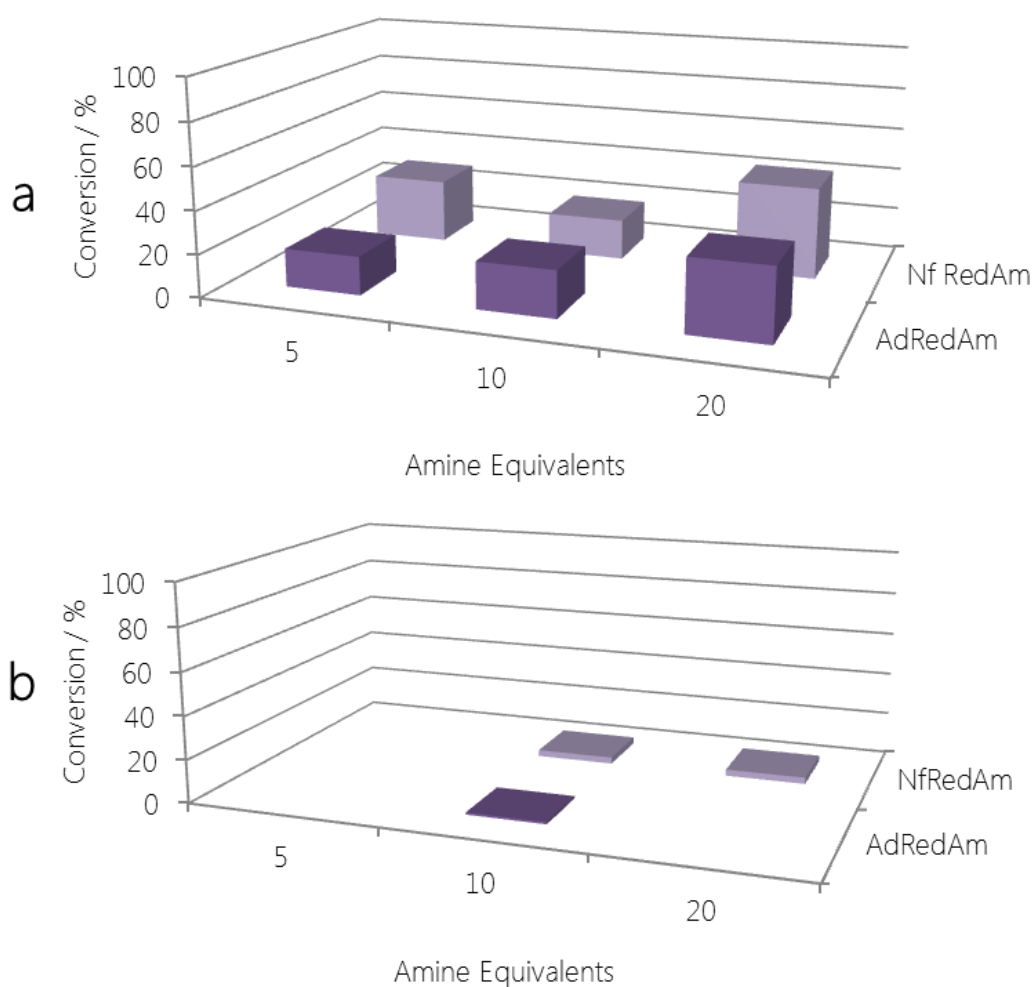 a
Conversion / %
100
80
60
40
20
0
5
10
20
Nf RedAm
AdRedAm
Amine Equivalents
b
Conversion / %
100
80
60
40
20
0
5
10
20
NfRedAm
AdRedAm
Amine Equivalents